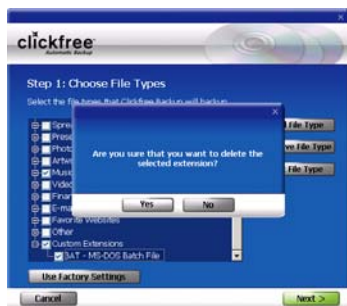 clickfree
Automatic Backup
Step 1: Choose File Types
Select the file types that Clickfree Backup will backup
File Type
File Type
File Type
Music
Are you sure that you want to delete the
selected extension?
Yes
No
Favorite Websites
Other
Custom Extensions
BAT - MS-DOS Batch File
Use Factory Settings
Cancel
Next >